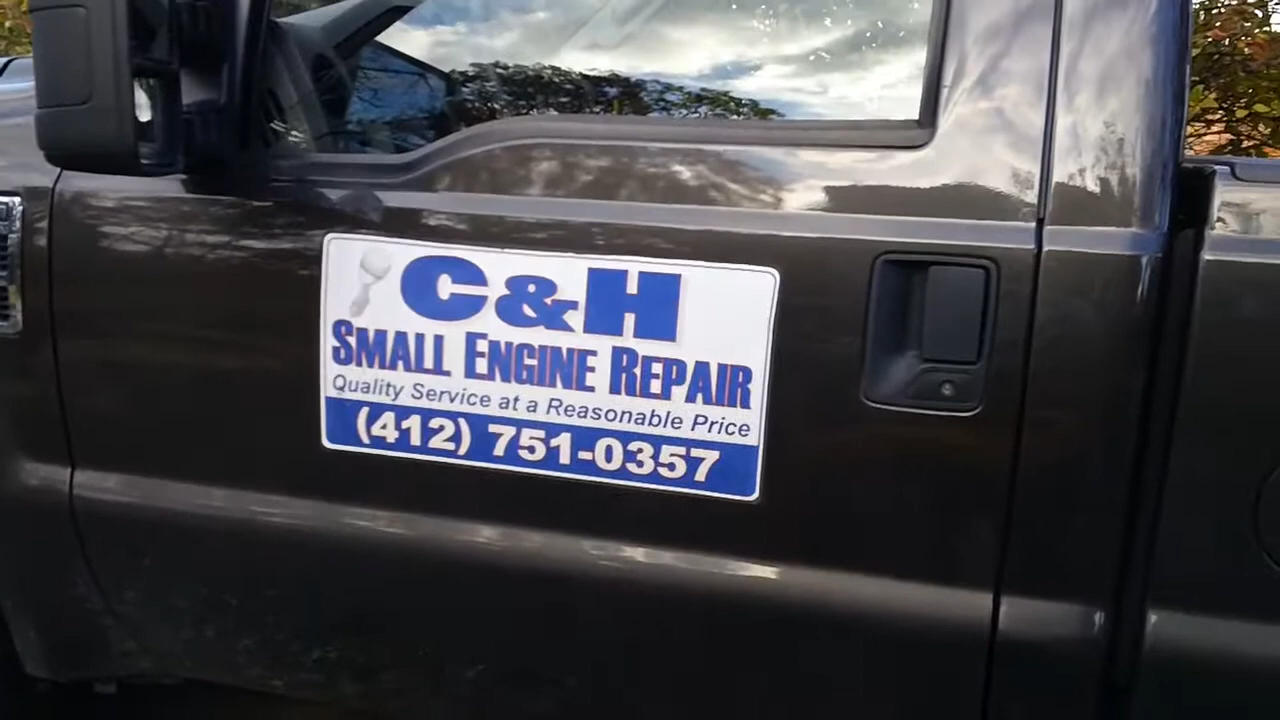 C&H
SMALL ENGINE REPAIR
Quality Service at a Reasonable Price
(412) 751-0357